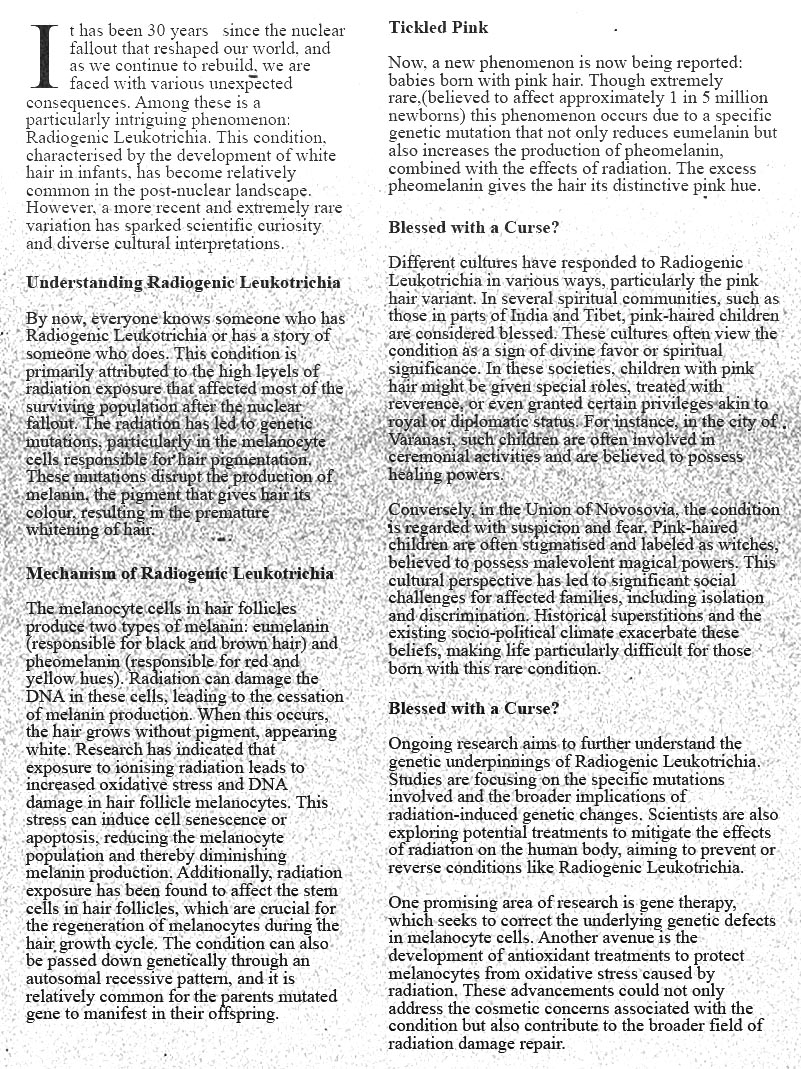 It has been 30 years since the nuclear
fallout that reshaped our world, and
as we continue to rebuild, we are
faced with various unexpected
consequences. Among these is a
particularly intriguing phenomenon:
Radiogenic Leukotrichia. This condition,
characterised by the development of white
hair in infants, has become relatively
common in the post-nuclear landscape.
However, a more recent and extremely rare
variation has sparked scientific curiosity
and diverse cultural interpretations.
Understanding Radiogenic Leukotrichia
By now, everyone knows someone who has
Radiogenic Leukotrichia or has a story of
someone who does. This condition is
primarily attributed to the high levels of
radiation exposure that affected most of the
surviving population after the nuclear
fallout. The radiation has led to genetic
mutations, particularly in the melanocyte
cells responsible for hair pigmentation.
These mutations disrupt the production of
melanin, the pigment that gives hair its
colour, resulting in the premature
whitening of hair.
Mechanism of Radiogenic Leukotrichia
The melanocyte cells in hair follicles
produce two types of melanin: eumelanin
(responsible for black and brown hair) and
pheomelanin (responsible for red and
yellow hues). Radiation can damage the
DNA in these cells, leading to the cessation
of melanin production. When this occurs,
the hair grows without pigment, appearing
white. Research has indicated that
exposure to ionising radiation leads to
increased oxidative stress and DNA
damage in hair follicle melanocytes. This
stress can induce cell senescence or
apoptosis, reducing the melanocyte
population and thereby diminishing
melanin production. Additionally, radiation
exposure has been found to affect the stem
cells in hair follicles, which are crucial for
the regeneration of melanocytes during the
hair growth cycle. The condition can also
be passed down genetically through an
autosomal recessive pattern, and it is
relatively common for the parents mutated
gene to manifest in their offspring.
Tickled Pink
Now, a new phenomenon is now being reported:
babies born with pink hair. Though extremely
rare,(believed to affect approximately 1 in 5 million
newborns) this phenomenon occurs due to a specific
genetic mutation that not only reduces eumelanin but
also increases the production of pheomelanin,
combined with the effects of radiation. The excess
pheomelanin gives the hair its distinctive pink hue.
Blessed with a Curse?
Different cultures have responded to Radiogenic
Leukotrichia in various ways, particularly the pink
hair variant. In several spiritual communities, such as
those in parts of India and Tibet, pink-haired children
are considered blessed. These cultures often view the
condition as a sign of divine favor or spiritual
significance. In these societies, children with pink
hair might be given special roles, treated with
reverence, or even granted certain privileges akin to
royal or diplomatic status. For instance, in the city of
Varanasi, such children are often involved in
ceremonial activities and are believed to possess
healing powers.
Conversely, in the Union of Novosovia, the condition
is regarded with suspicion and fear. Pink-haired
children are often stigmatised and labeled as witches,
believed to possess malevolent magical powers. This
cultural perspective has led to significant social
challenges for affected families, including isolation
and discrimination. Historical superstitions and the
existing socio-political climate exacerbate these
beliefs, making life particularly difficult for those
born with this rare condition.
Blessed with a Curse?
Ongoing research aims to further understand the
genetic underpinnings of Radiogenic Leukotrichia.
Studies are focusing on the specific mutations
involved and the broader implications of
radiation-induced genetic changes. Scientists are also
exploring potential treatments to mitigate the effects
of radiation on the human body, aiming to prevent or
reverse conditions like Radiogenic Leukotrichia.
One promising area of research is gene therapy,
which seeks to correct the underlying genetic defects
in melanocyte cells. Another avenue is the
development of antioxidant treatments to protect
melanocytes from oxidative stress caused by
radiation. These advancements could not only
address the cosmetic concerns associated with the
condition but also contribute to the broader field of
radiation damage repair.